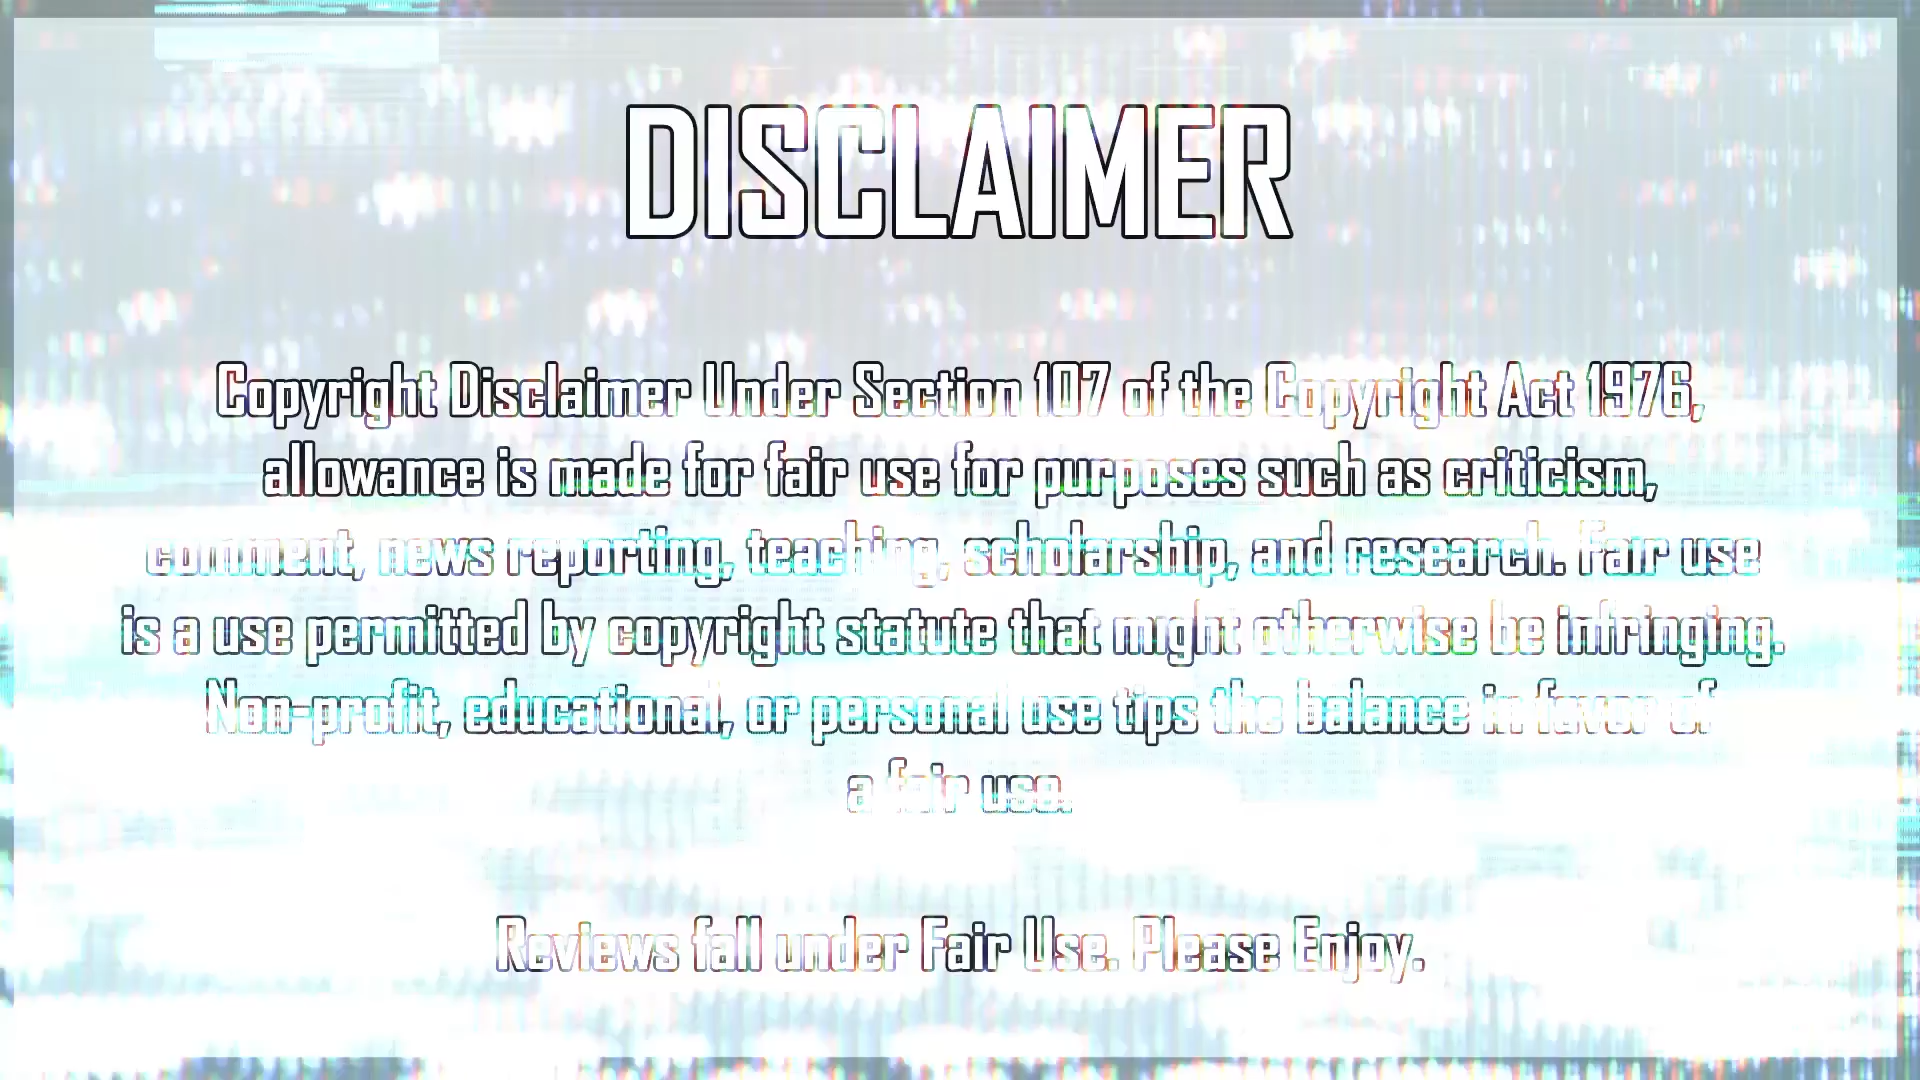 DISCLAIMER
Copyright Disclaimer Under Section 107 of the Copyright Act 1976,
allowance is made for fair use for purposes such as criticism,
comment, news reporting, teaching, scholarship, and research. Fair use
is a use permitted by copyright statute that might otherwise be infringing.
Non-profit, educational, or personal use tips the balance in favor of
a fair use.
Reviews fall under Fair Use. Please Enjoy.